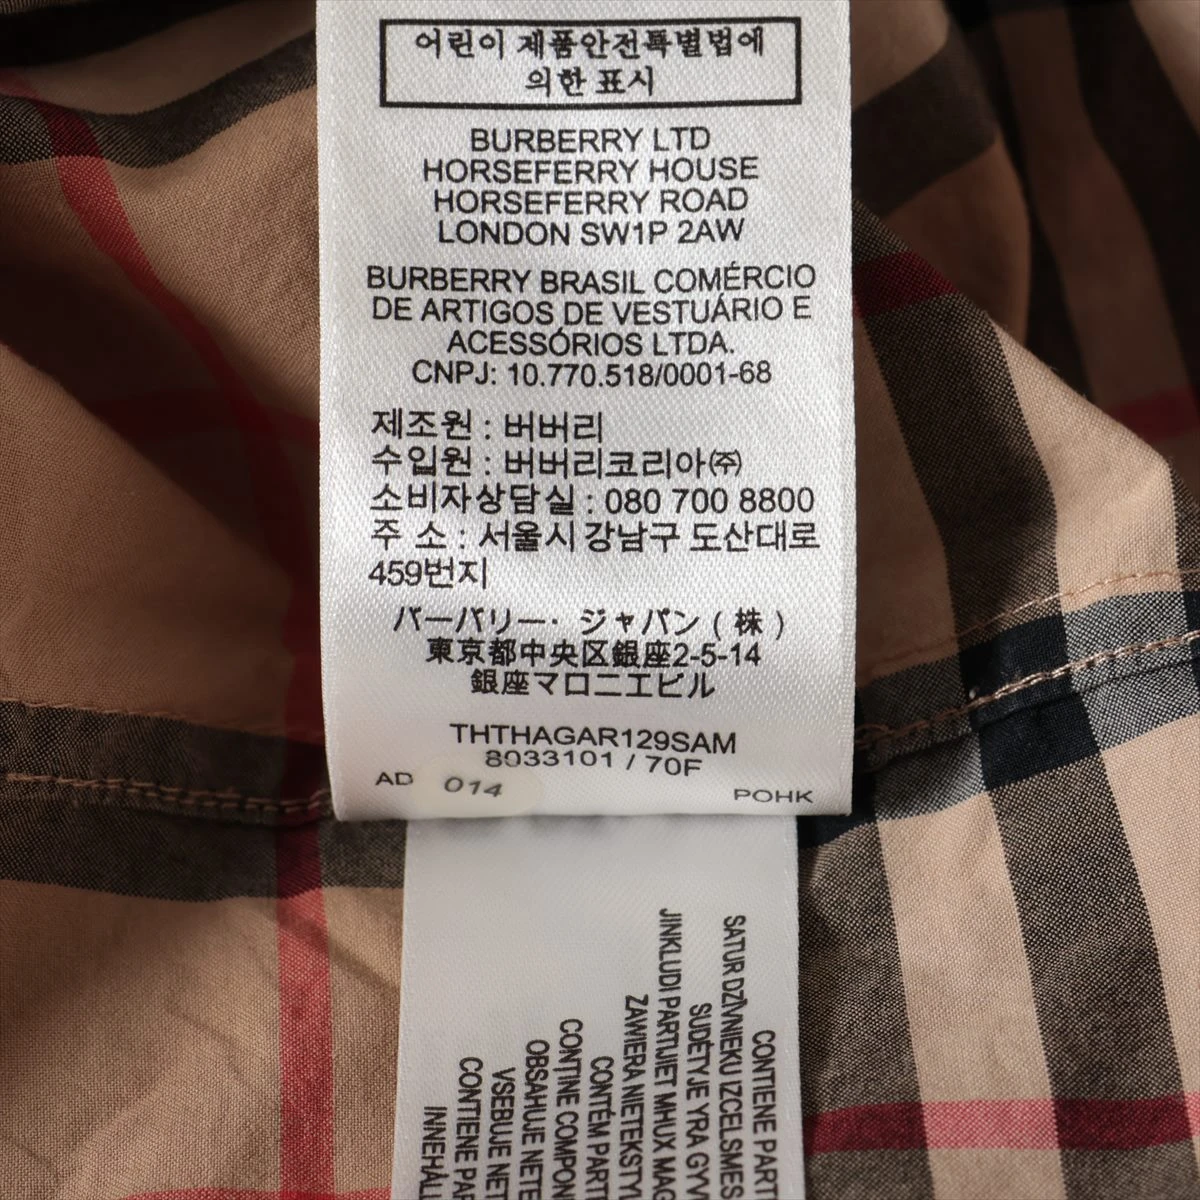 어린이 제품안전특별법에
의한 표시
BURBERRY LTD
HORSEFERRY HOUSE
HORSEFERRY ROAD
LONDON SW1P 2AW
BURBERRY BRASIL COMÉRCIO
DE ARTIGOS DE VESTUÁRIO E
ACESSÓRIOS LTDA.
CNPJ: 10.770.518/0001-68
제조원 : 버버리
수입원 : 버버리코리아㈜
소비자상담실 : 080 700 8800
주 소 : 서울시 강남구 도산대로
459번지
バーバリー・ジャパン ( 株 )
東京都中央区銀座2-5-14
銀座マロニエビル
THTHAGAR129SAM
8033101 / 70F
AD 014 POHK
CONTIENE PART
SATUR DZĪVNIEKU IZCELSMES
SUDĖTYJE YRA GYV
JINKLUDI PARTIJIET MHUX MAG
ZAWIERA NIETEKSTYL
CONTÉM PART
CONȚINE COMPON
OBSAHUJE NETE
VSEBUJE NET
CONTIENE PAR
INNEHÅL